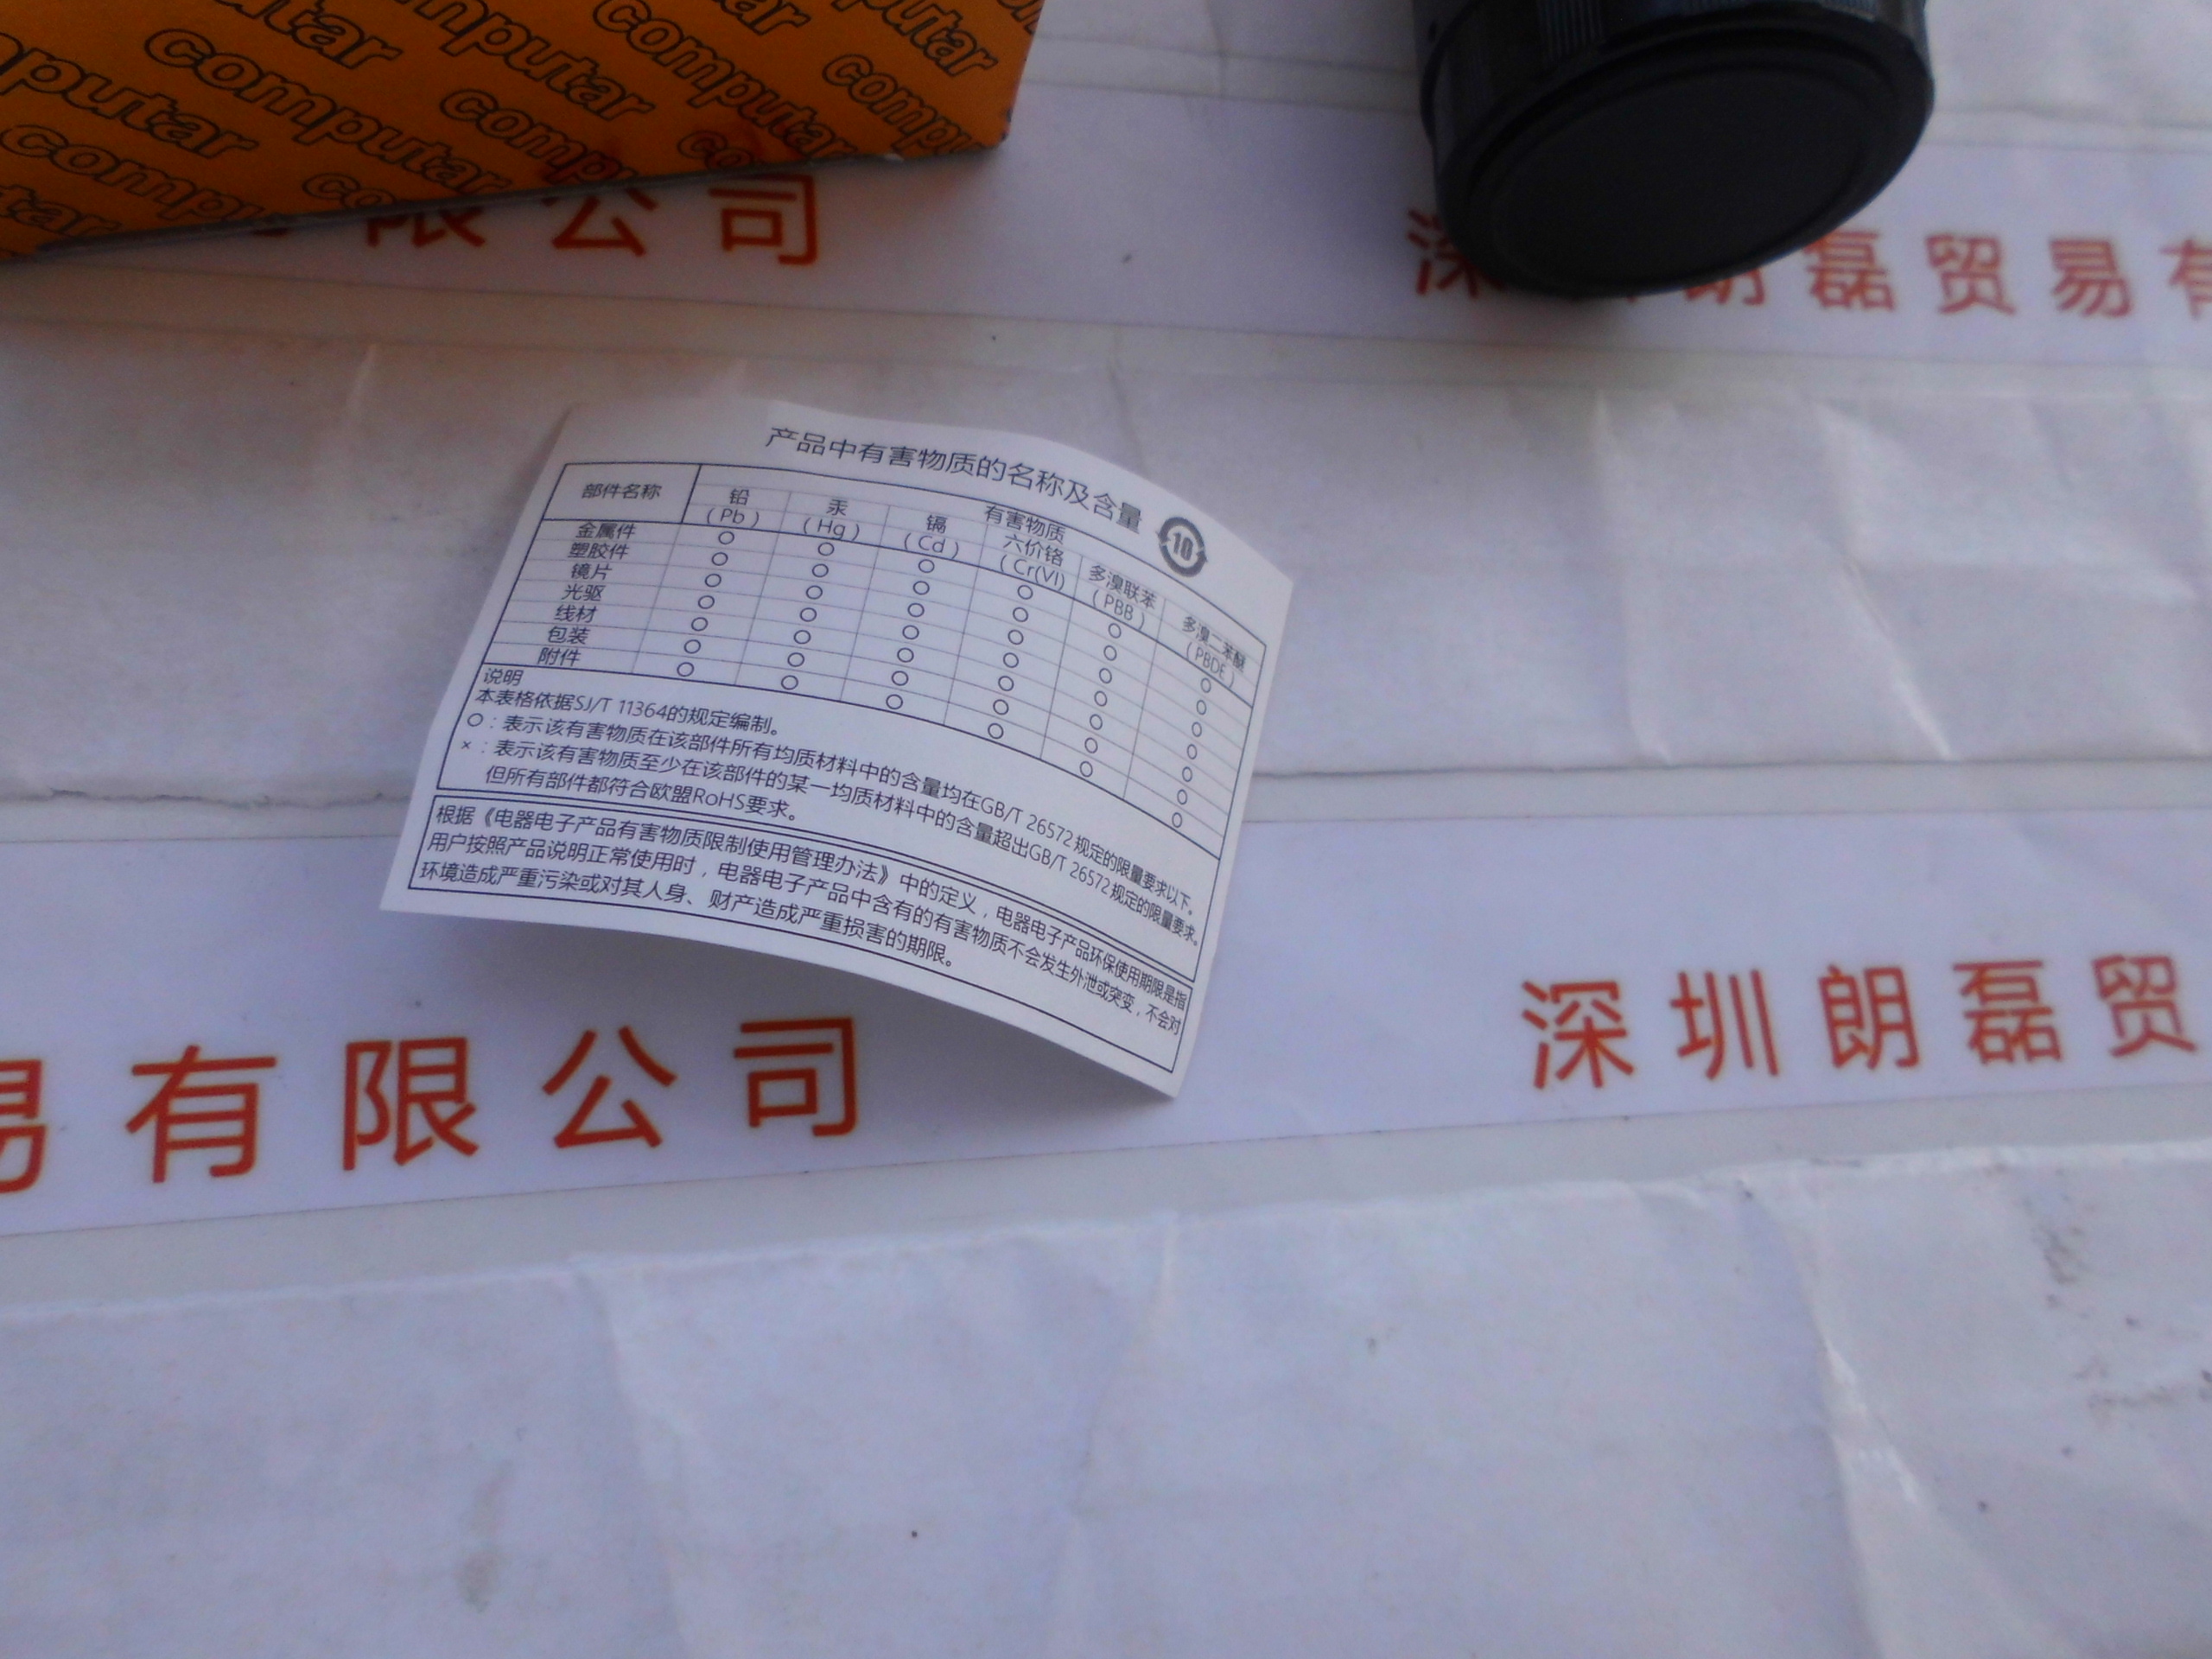 computar
有限公司
深圳朗磊贸易有
产品中有害物质的名称及含量
10
部件名称
有害物质
铅 汞 镉 六价铬 多溴联苯 多溴二苯醚
(Pb) (Hg) (Cd) (Cr(VI) (PBB) (PBDE)
金属件 ○ ○ ○ ○ ○ ○
塑胶件 ○ ○ ○ ○ ○ ○
镜片 ○ ○ ○ ○ ○ ○
光驱 ○ ○ ○ ○ ○ ○
线材 ○ ○ ○ ○ ○ ○
包装 ○ ○ ○ ○ ○ ○
附件 ○ ○ ○ ○ ○ ○
说明
本表格依据SJ/T 11364的规定编制。
○：表示该有害物质在该部件所有均质材料中的含量均在GB/T 26572规定的限量要求以下。
×：表示该有害物质至少在该部件的某一均质材料中的含量超出GB/T 26572规定的限量要求。
但所有部件都符合欧盟RoHS要求。
根据《电器电子产品有害物质限制使用管理办法》中的定义，电器电子产品环保使用期限是指
用户按照产品说明正常使用时，电器电子产品中含有的有害物质不会发生外泄或突变，不会对
环境造成严重污染或对其人身、财产造成严重损害的期限。
易有限公司
深圳朗磊贸